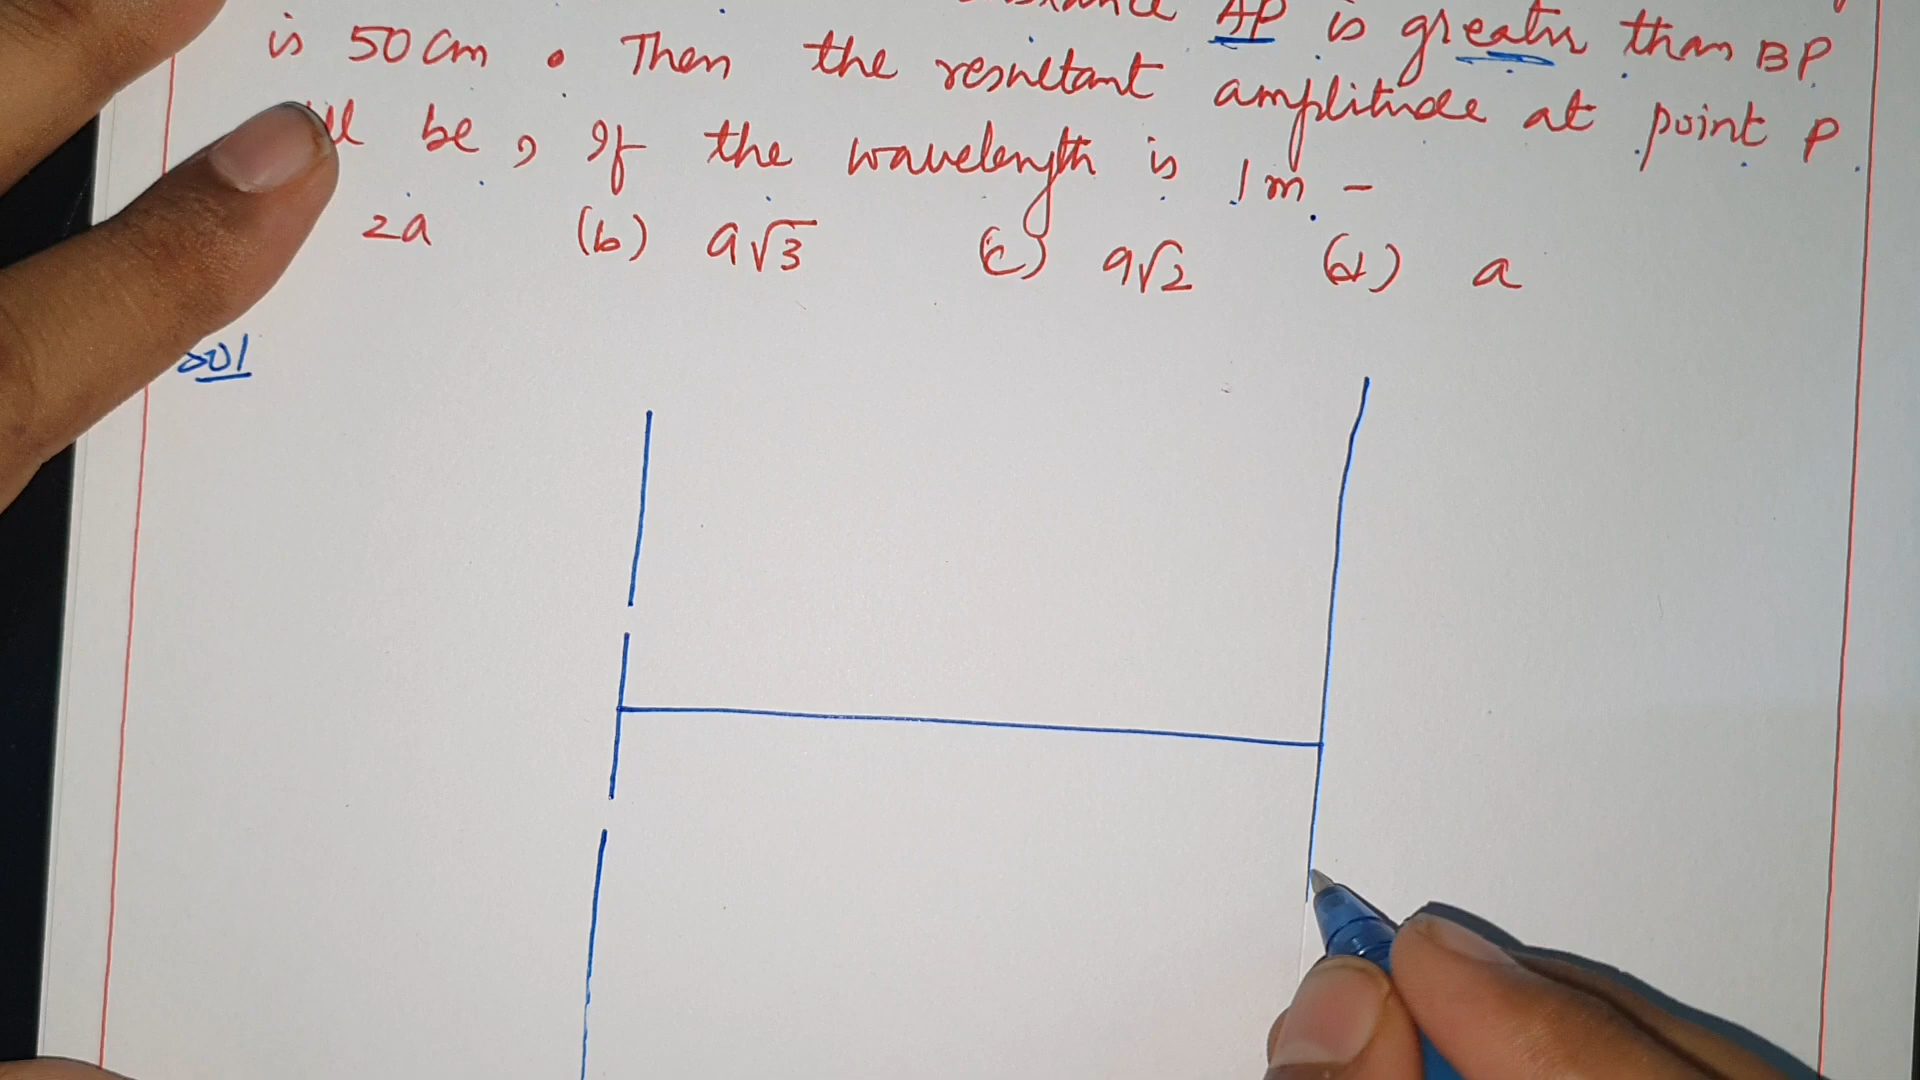 AP is greater than BP
is 50 cm . Then the resultant amplitude at point P
be , If the wavelength is 1 m -
2a (b) a√3 (c) a√2 (d) a
Sol